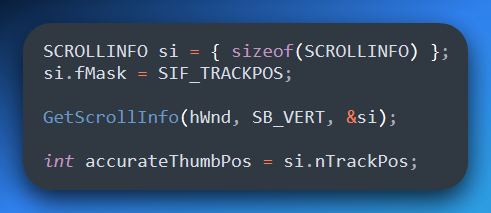 SCROLLINFO si = { sizeof(SCROLLINFO) };
si.fMask = SIF_TRACKPOS;
GetScrollInfo(hWnd, SB_VERT, &si);
int accurateThumbPos = si.nTrackPos;